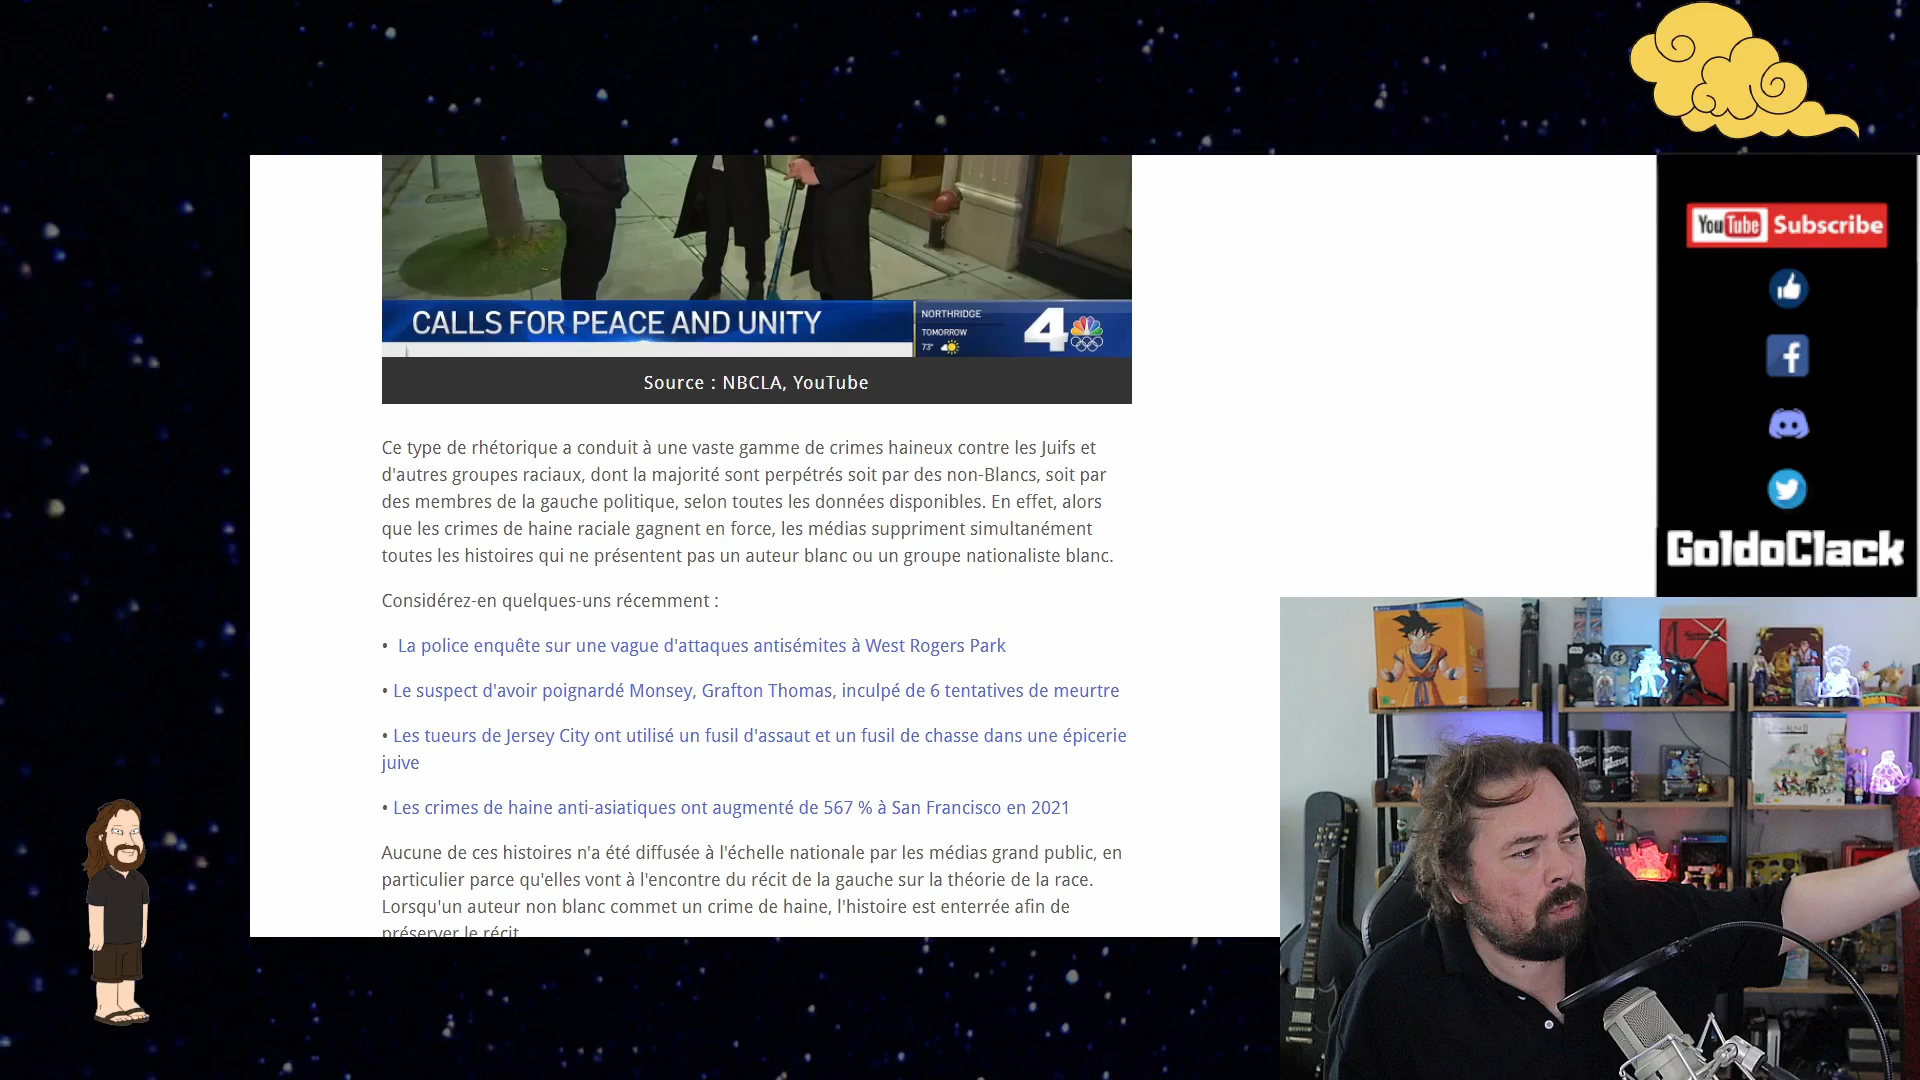 CALLS FOR PEACE AND UNITY
NORTHRIDGE
TOMORROW
73°
4
Source : NBCLA, YouTube
Ce type de rhétorique a conduit à une vaste gamme de crimes haineux contre les Juifs et
d'autres groupes raciaux, dont la majorité sont perpétrés soit par des non-Blancs, soit par
des membres de la gauche politique, selon toutes les données disponibles. En effet, alors
que les crimes de haine raciale gagnent en force, les médias suppriment simultanément
toutes les histoires qui ne présentent pas un auteur blanc ou un groupe nationaliste blanc.
Considérez-en quelques-uns récemment :
• La police enquête sur une vague d'attaques antisémites à West Rogers Park
• Le suspect d'avoir poignardé Monsey, Grafton Thomas, inculpé de 6 tentatives de meurtre
• Les tueurs de Jersey City ont utilisé un fusil d'assaut et un fusil de chasse dans une épicerie
juive
• Les crimes de haine anti-asiatiques ont augmenté de 567 % à San Francisco en 2021
Aucune de ces histoires n'a été diffusée à l'échelle nationale par les médias grand public, en
particulier parce qu'elles vont à l'encontre du récit de la gauche sur la théorie de la race.
Lorsqu'un auteur non blanc commet un crime de haine, l'histoire est enterrée afin de
préserver le récit.
YouTube Subscribe
GoldoClack